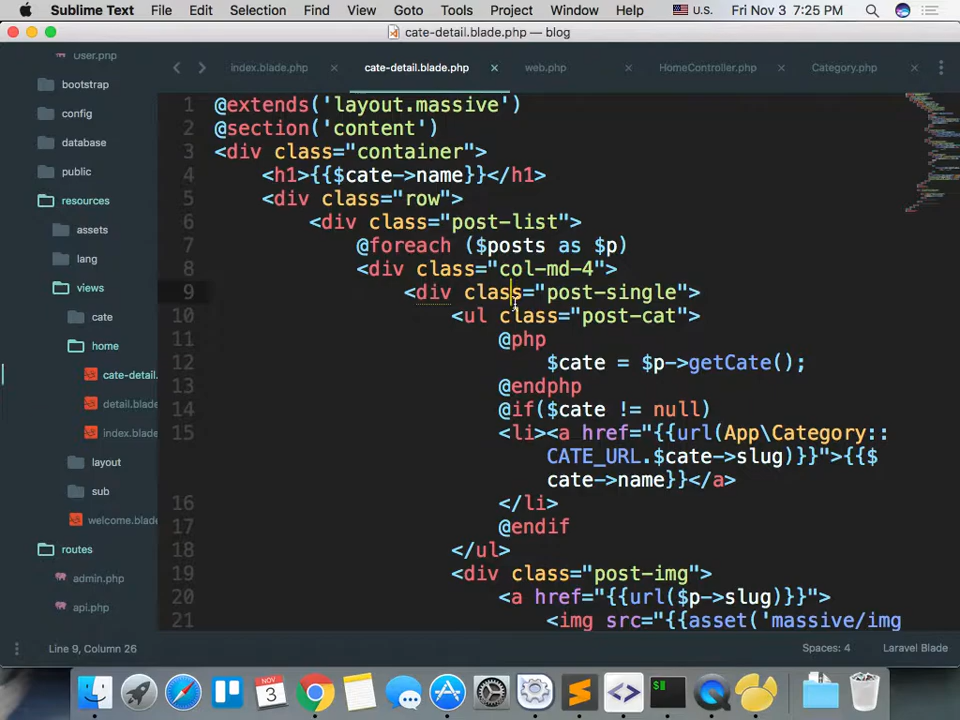 Sublime Text File Edit Selection Find View Goto Tools Project Window Help U.S. Fri Nov 3 7:25 PM
cate-detail.blade.php — blog
User.php
index.blade.php cate-detail.blade.php web.php HomeController.php Category.php
bootstrap
config
database
public
resources
assets
lang
views
cate
home
cate-detail.
detail.blade
index.blade
layout
sub
welcome.blade
routes
admin.php
api.php
1 @extends('layout.massive')
2 @section('content')
3 <div class="container">
4 <h1>{{$cate->name}}</h1>
5 <div class="row">
6 <div class="post-list">
7 @foreach ($posts as $p)
8 <div class="col-md-4">
9 <div class="post-single">
10 <ul class="post-cat">
11 @php
12 $cate = $p->getCate();
13 @endphp
14 @if($cate != null)
15 <li><a href="{{url(App\Category::
CATE_URL.$cate->slug)}}">{{$
cate->name}}</a>
16 </li>
17 @endif
18 </ul>
19 <div class="post-img">
20 <a href="{{url($p->slug)}}">
21 <img src="{{asset('massive/img
Line 9, Column 26 Spaces: 4 Laravel Blade
NOV
3